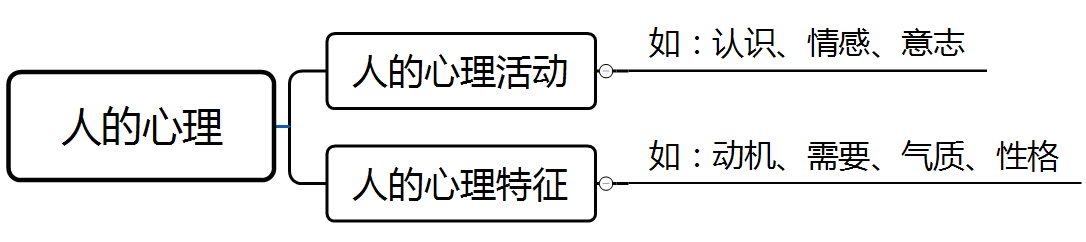 人的心理
人的心理活动
如：认识、情感、意志
人的心理特征
如：动机、需要、气质、性格